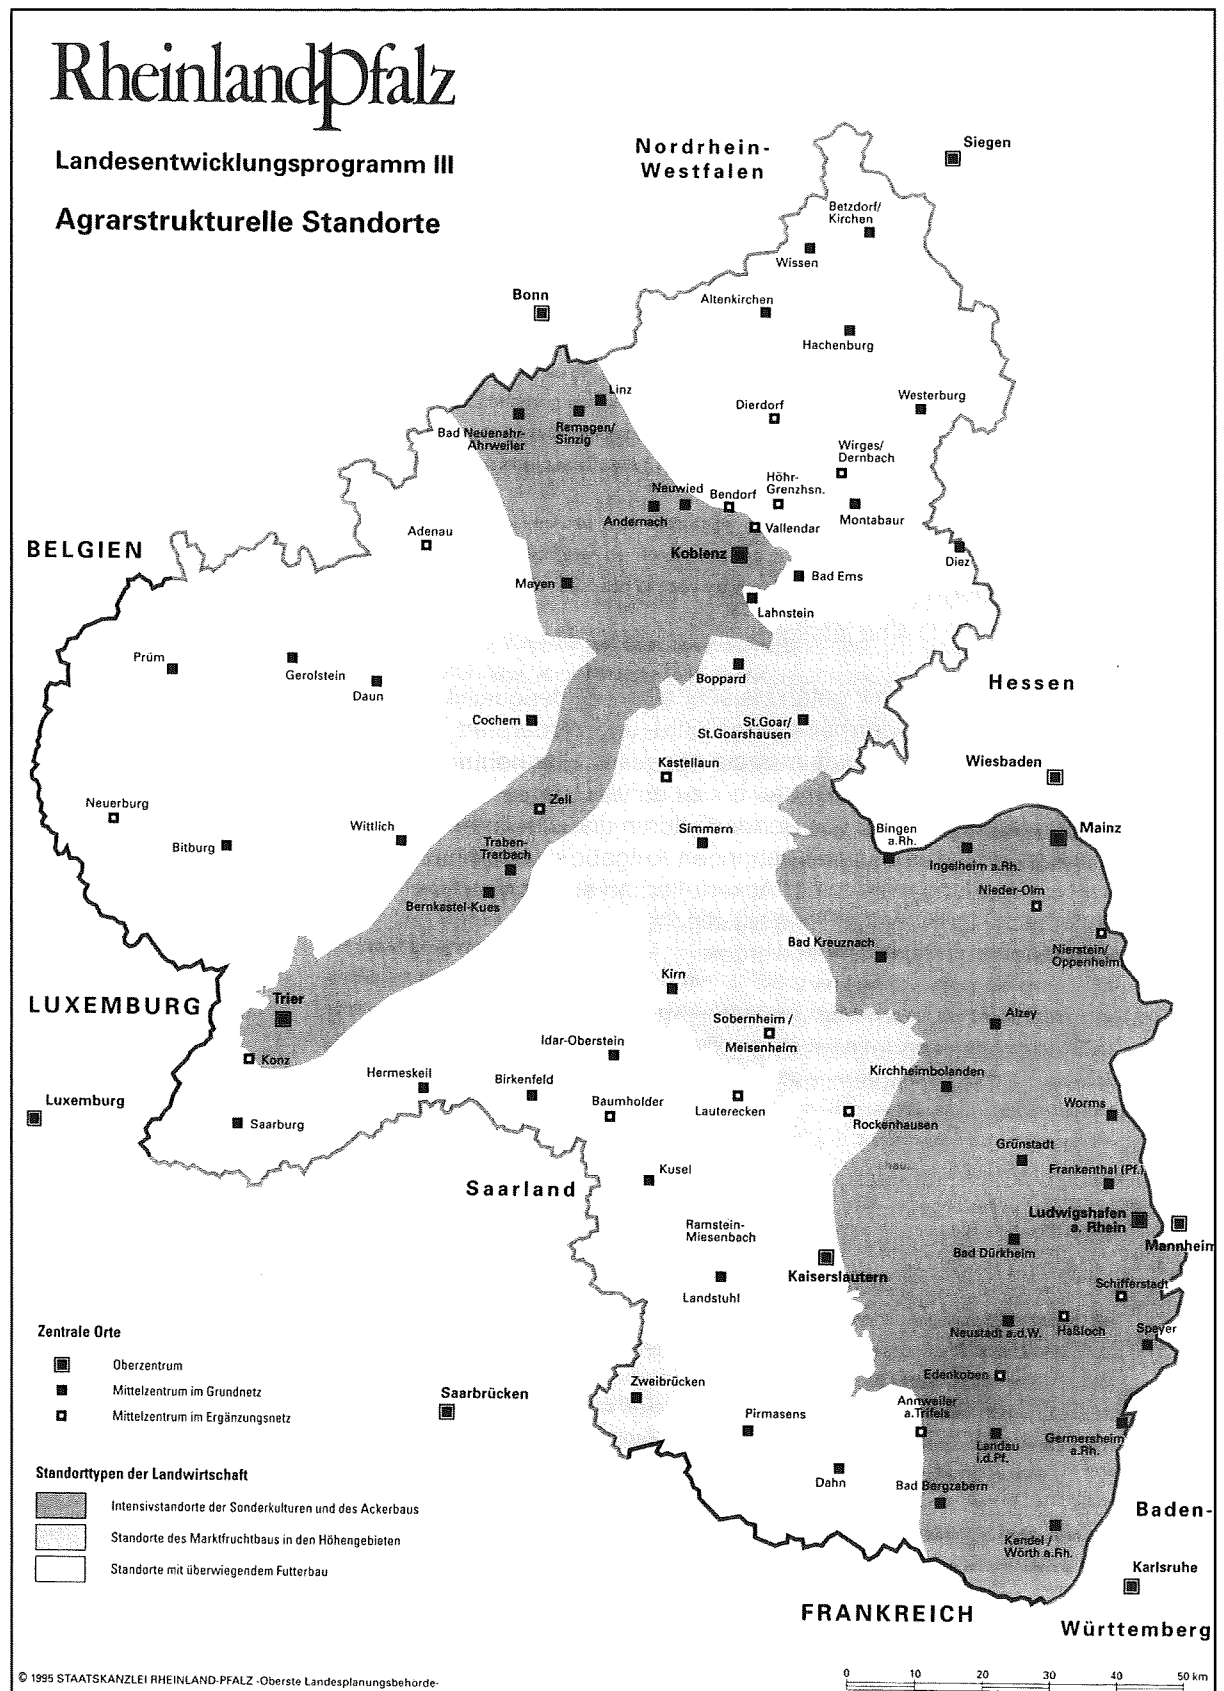 Rheinland Pfalz
Landesentwicklungsprogramm III
Agrarstrukturelle Standorte
Nordrhein-
Westfalen
Siegen
Betzdorf/
Kirchen
Wissen
Bonn
Altenkirchen
Hachenburg
Linz
Westerburg
Dierdorf
Bad Neuenahr-
Ahrweiler
Remagen/
Sinzig
Wirges/
Dernbach
Höhr-
Grenzhsn.
Neuwied
Bendorf
Andernach
Vallendar
Montabaur
Adenau
BELGIEN
Koblenz
Diez
Mayen
Bad Ems
Lahnstein
Prüm
Gerolstein
Daun
Boppard
Hessen
Cochem
St.Goar/
St.Goarshausen
Kastellaun
Wiesbaden
Neuerburg
Zell
Wittlich
Simmern
Bingen
a.Rh.
Mainz
Bitburg
Traben-
Trarbach
Ingelheim a.Rh.
Nieder-Olm
Bernkastel-Kues
Bad Kreuznach
Nierstein/
Oppenheim
Kirn
LUXEMBURG
Trier
Sobernheim /
Meisenheim
Alzey
Idar-Oberstein
Konz
Hermeskeil
Birkenfeld
Kirchheimbolanden
Luxemburg
Baumholder
Lauterecken
Worms
Saarburg
Rockenhausen
Grünstadt
Kusel
Frankenthal (Pf.)
Saarland
Ludwigshafen
a. Rhein
Ramstein-
Miesenbach
Mannheim
Bad Dürkheim
Kaiserslautern
Schifferstadt
Landstuhl
Neustadt a.d.W.
Haßloch
Speyer
Zentrale Orte
Oberzentrum
Mittelzentrum im Grundnetz
Mittelzentrum im Ergänzungsnetz
Edenkoben
Zweibrücken
Saarbrücken
Annweiler
a.Trifels
Pirmasens
Landau
i.d.Pf.
Germersheim
a.Rh.
Dahn
Bad Bergzabern
Standorttypen der Landwirtschaft
Intensivstandorte der Sonderkulturen und des Ackerbaus
Standorte des Marktfruchtbaus in den Höhengebieten
Standorte mit überwiegendem Futterbau
Kandel /
Wörth a.Rh.
Baden-
Karlsruhe
FRANKREICH
Württemberg
© 1995 STAATSKANZLEI RHEINLAND-PFALZ -Oberste Landesplanungsbehörde-
0 10 20 30 40 50 km